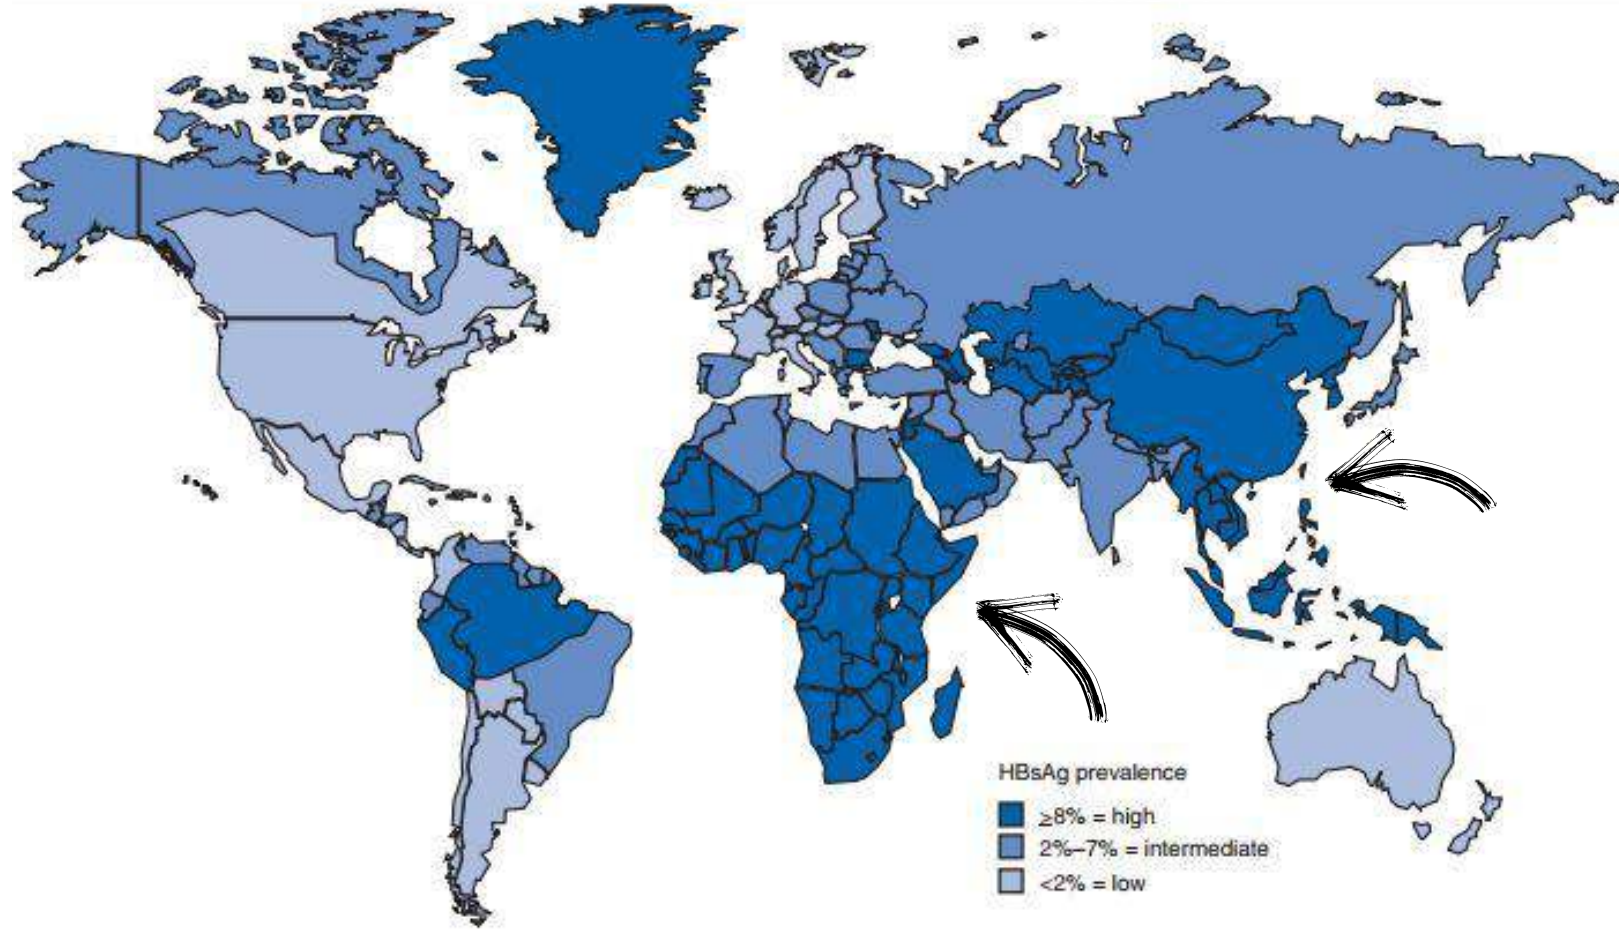 HBsAg prevalence
≥8% = high
2%–7% = intermediate
<2% = low